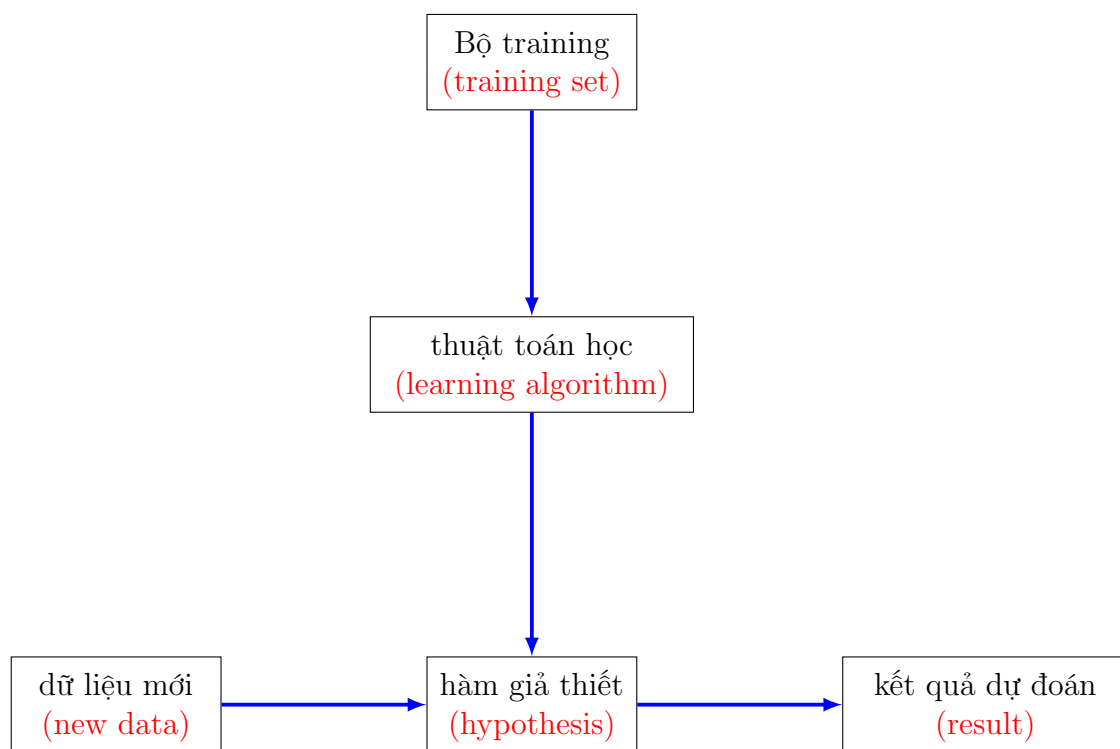 Bộ training
(training set)
thuật toán học
(learning algorithm)
dữ liệu mới
(new data)
hàm giả thiết
(hypothesis)
kết quả dự đoán
(result)